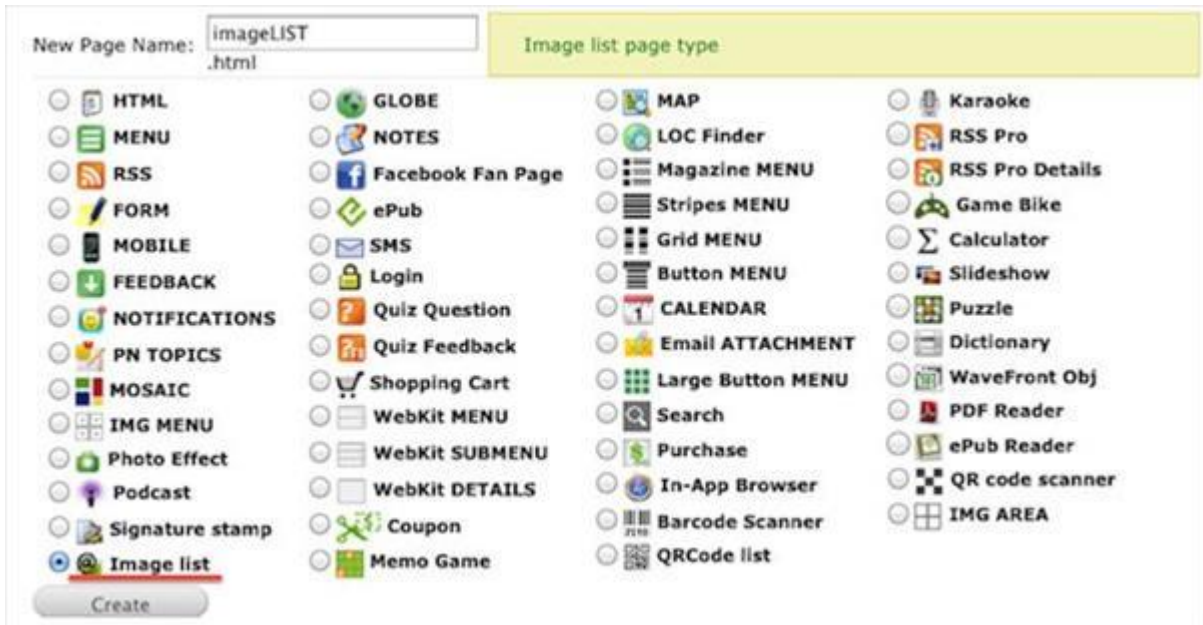 New Page Name: imageLIST
.html
Image list page type
HTML
MENU
RSS
FORM
MOBILE
FEEDBACK
NOTIFICATIONS
PN TOPICS
MOSAIC
IMG MENU
Photo Effect
Podcast
Signature stamp
Image list
GLOBE
NOTES
Facebook Fan Page
ePub
SMS
Login
Quiz Question
Quiz Feedback
Shopping Cart
WebKit MENU
WebKit SUBMENU
WebKit DETAILS
Coupon
Memo Game
MAP
LOC Finder
Magazine MENU
Stripes MENU
Grid MENU
Button MENU
1 CALENDAR
Email ATTACHMENT
Large Button MENU
Search
Purchase
In-App Browser
Barcode Scanner
QRCode list
Karaoke
RSS Pro
RSS Pro Details
Game Bike
Σ Calculator
Slideshow
Puzzle
Dictionary
WaveFront Obj
PDF Reader
ePub Reader
QR code scanner
IMG AREA
Create